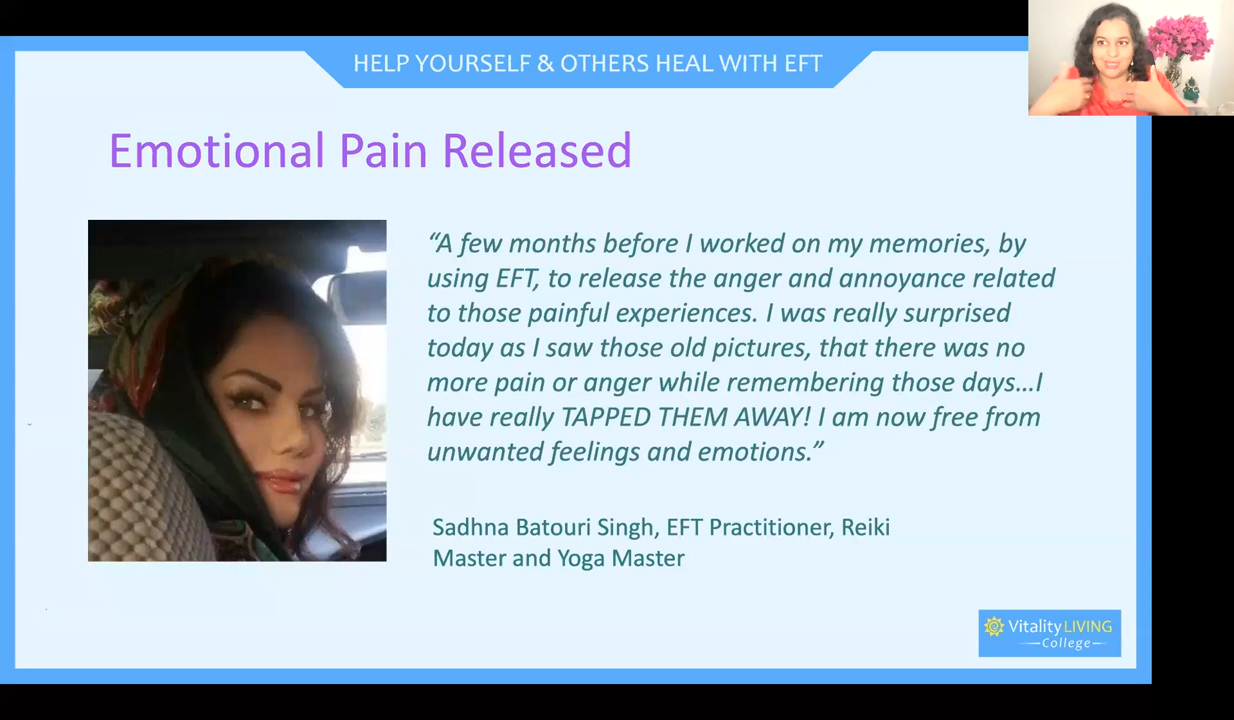 HELP YOURSELF & OTHERS HEAL WITH EFT
Emotional Pain Released
“A few months before I worked on my memories, by
using EFT, to release the anger and annoyance related
to those painful experiences. I was really surprised
today as I saw those old pictures, that there was no
more pain or anger while remembering those days...I
have really TAPPED THEM AWAY! I am now free from
unwanted feelings and emotions.”
Sadhna Batouri Singh, EFT Practitioner, Reiki
Master and Yoga Master
Vitality LIVING
College